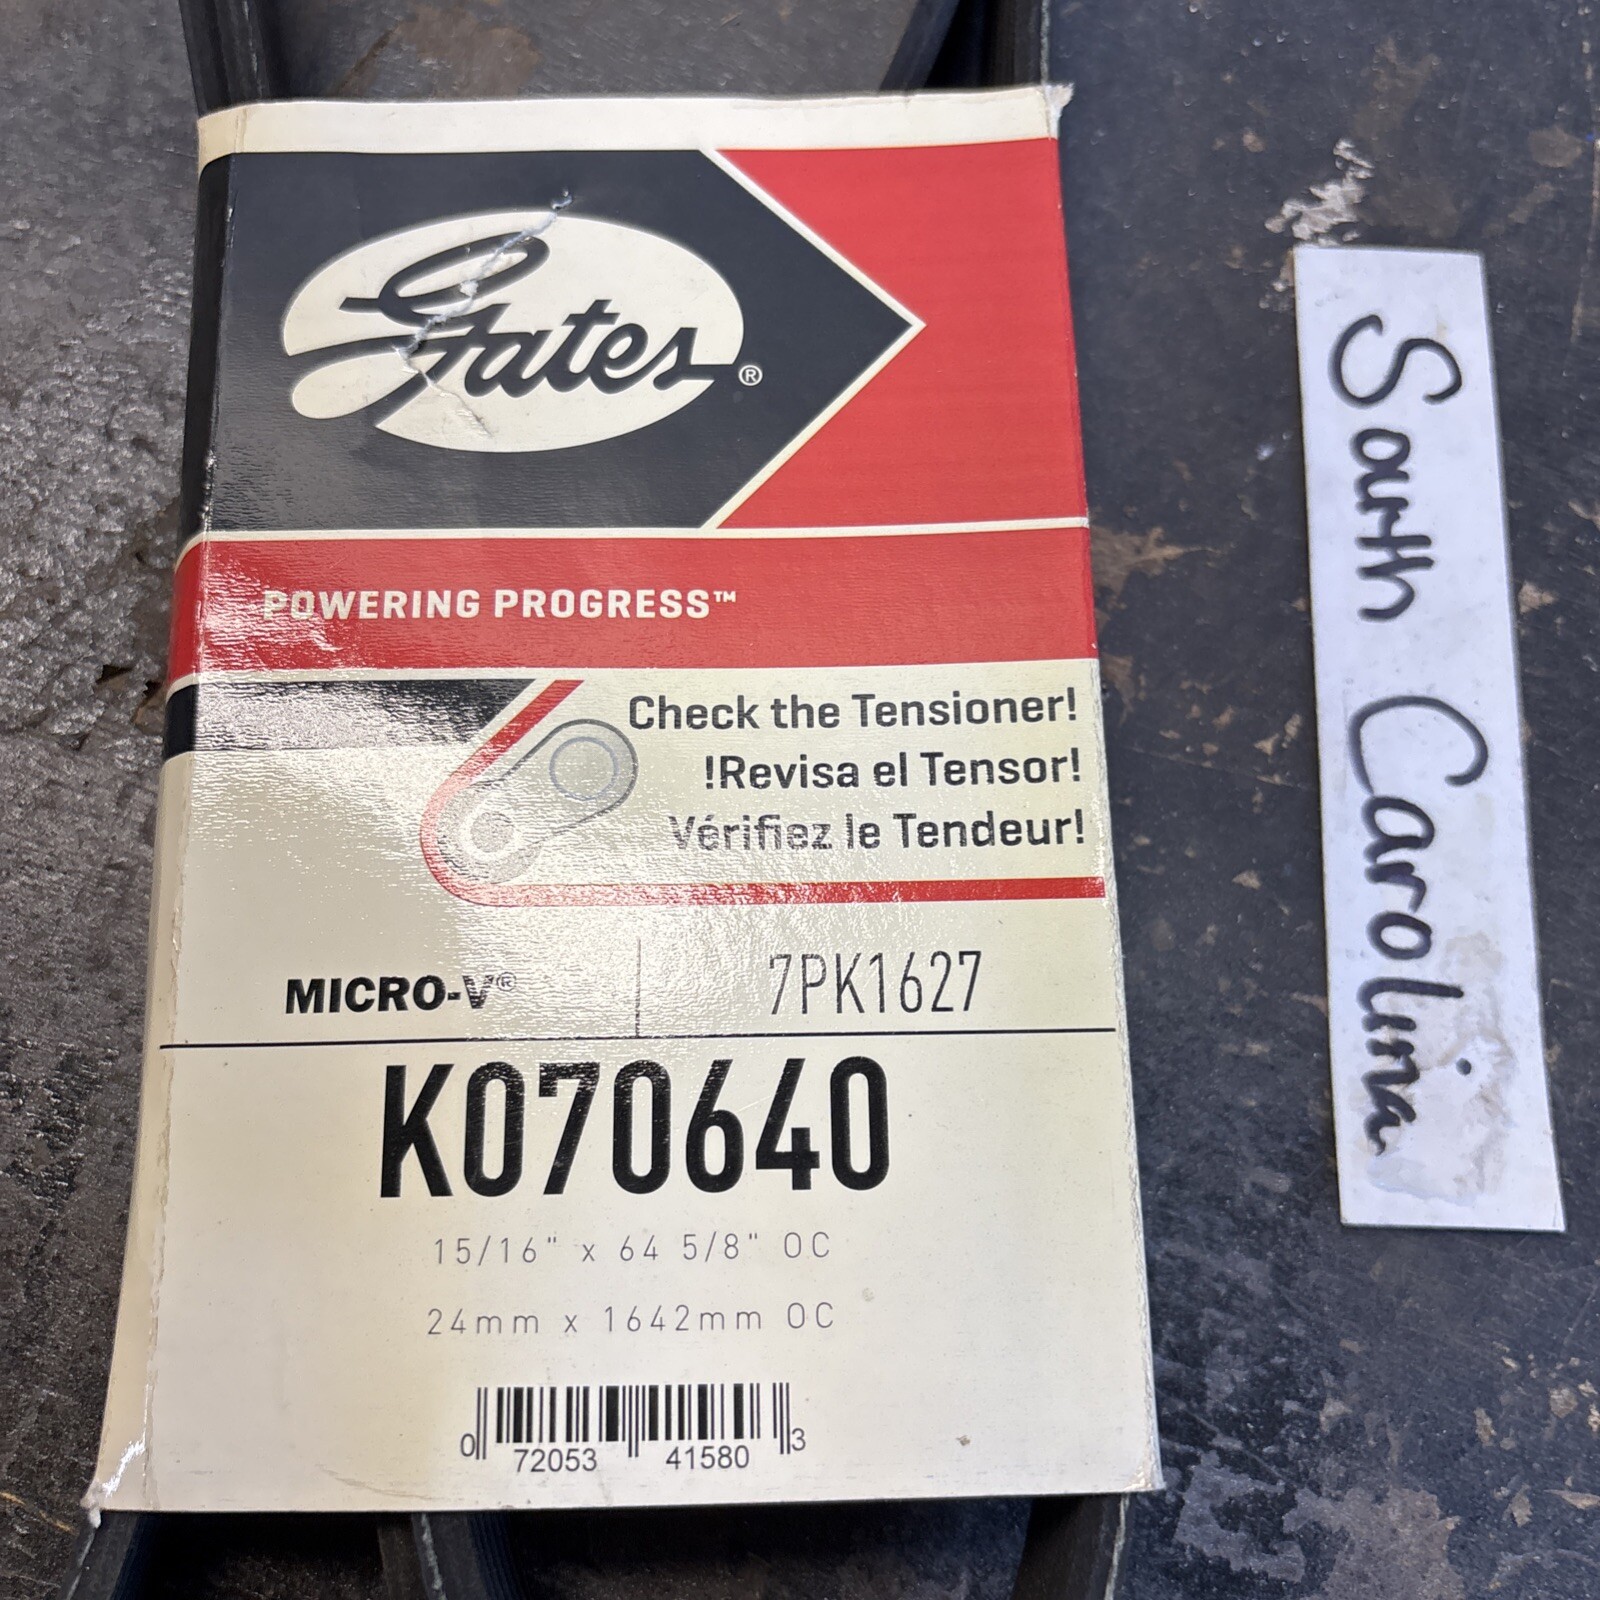 Gates®
POWERING PROGRESS™
Check the Tensioner!
!Revisa el Tensor!
Vérifiez le Tendeur!
MICRO-V® 7PK1627
K070640
15/16" x 64 5/8" OC
24mm x 1642mm OC
0 72053 41580 3
South Carolina